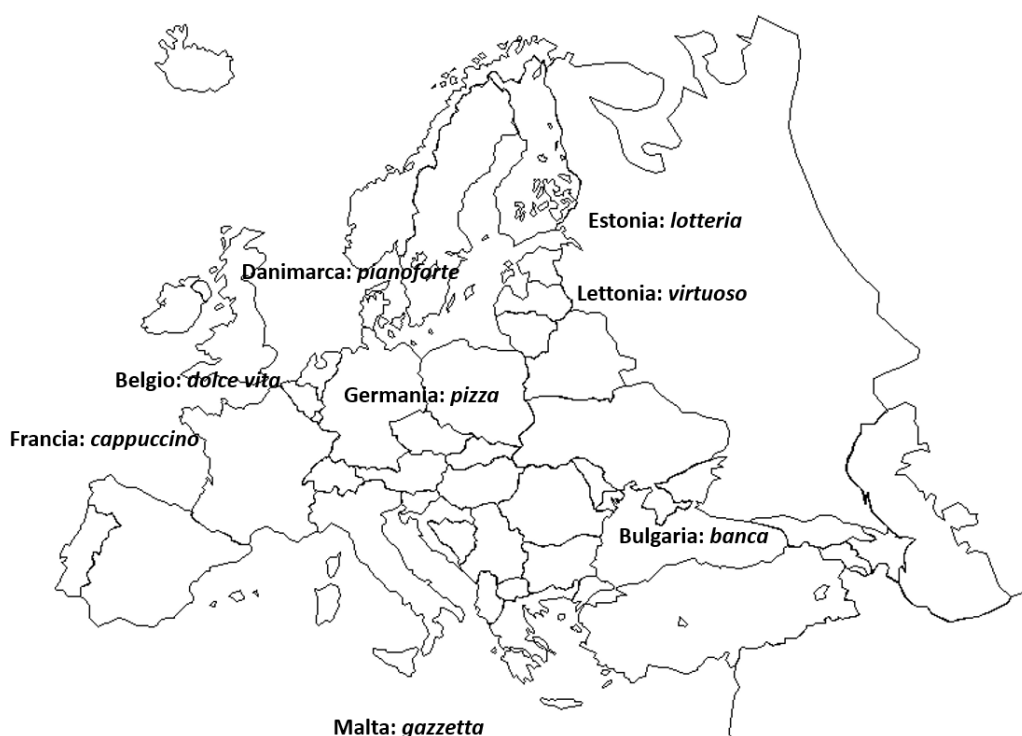 Estonia: lotteria
Danimarca: pianoforte
Lettonia: virtuoso
Belgio: dolce vita
Germania: pizza
Francia: cappuccino
Bulgaria: banca
Malta: gazzetta